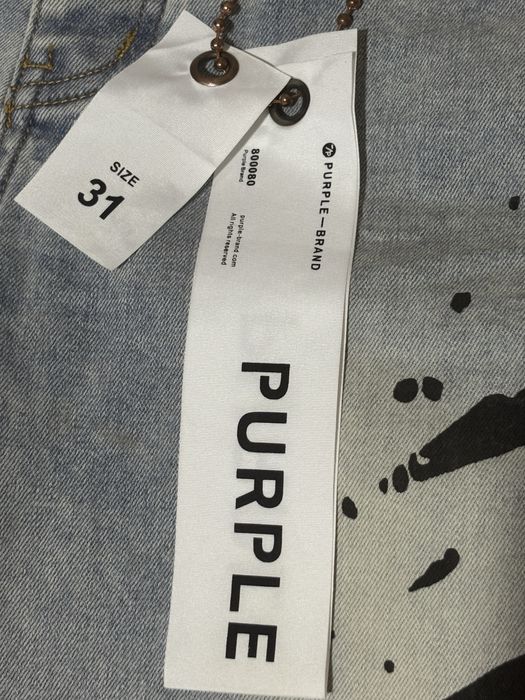 SIZE
31
PURPLE—BRAND
800080
Purple Brand
purple-brand.com
All rights reserved
PURPLE